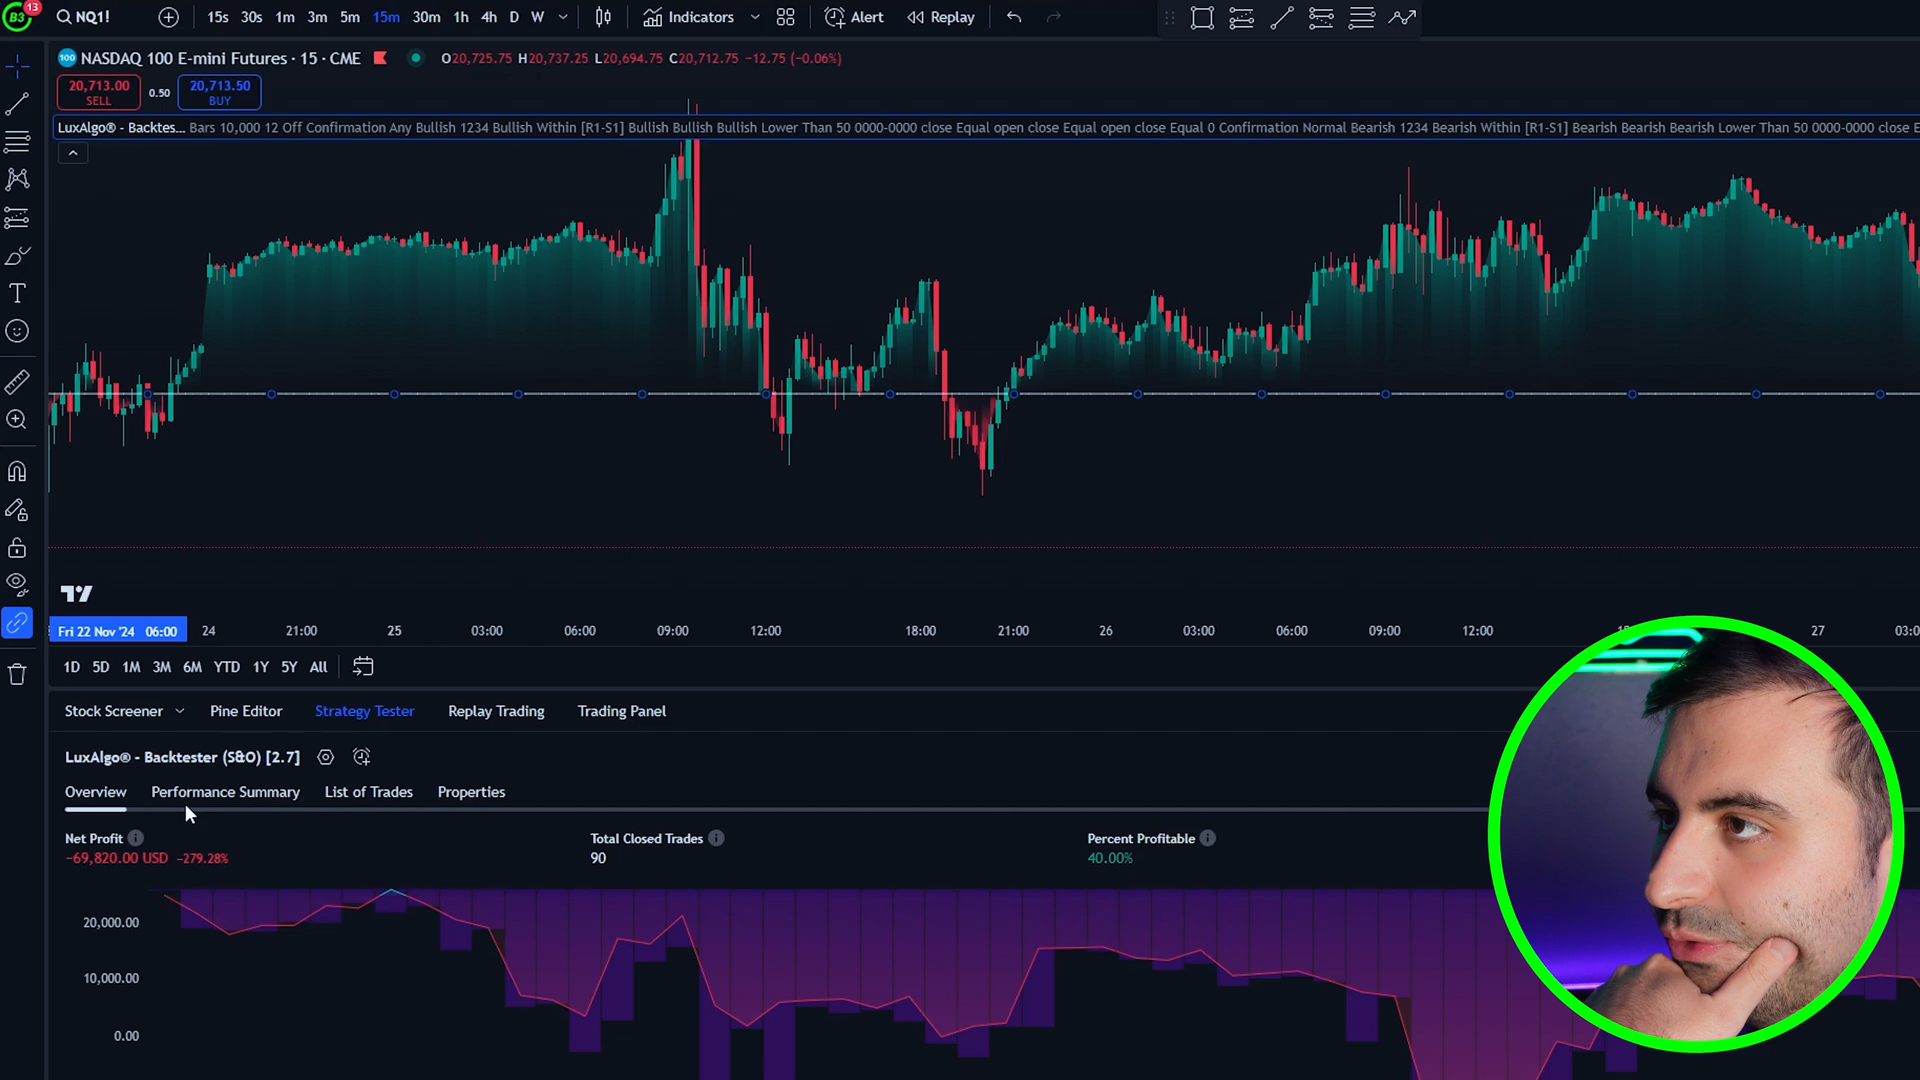 B3 13 NQ1! 15s 30s 1m 3m 5m 15m 30m 1h 4h D W Indicators Alert Replay
100 NASDAQ 100 E-mini Futures · 15 · CME O20,725.75 H20,737.25 L20,694.75 C20,712.75 −12.75 (−0.06%)
20,713.00 0.50 20,713.50
SELL BUY
LuxAlgo® - Backtes... Bars 10,000 12 Off Confirmation Any Bullish 1234 Bullish Within [R1-S1] Bullish Bullish Bullish Lower Than 50 0000-0000 close Equal open close Equal open close Equal 0 Confirmation Normal Bearish 1234 Bearish Within [R1-S1] Bearish Bearish Bearish Lower Than 50 0000-0000 close E
Fri 22 Nov '24 06:00 24 21:00 25 03:00 06:00 09:00 12:00 18:00 21:00 26 03:00 06:00 09:00 12:00 27 03:0
1D 5D 1M 3M 6M YTD 1Y 5Y All
Stock Screener Pine Editor Strategy Tester Replay Trading Trading Panel
LuxAlgo® - Backtester (S&O) [2.7]
Overview Performance Summary List of Trades Properties
Net Profit Total Closed Trades Percent Profitable
−69,820.00 USD −279.28% 90 40.00%
20,000.00
10,000.00
0.00